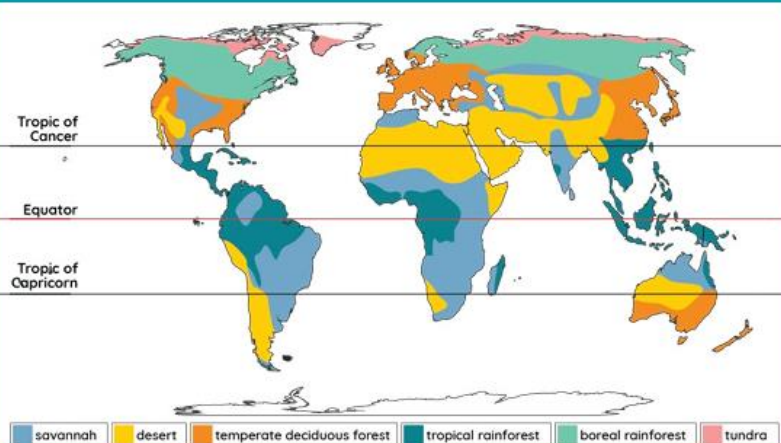 Tropic of
Cancer
Equator
Tropic of
Capricorn
savannah
desert
temperate deciduous forest
tropical rainforest
boreal rainforest
tundra